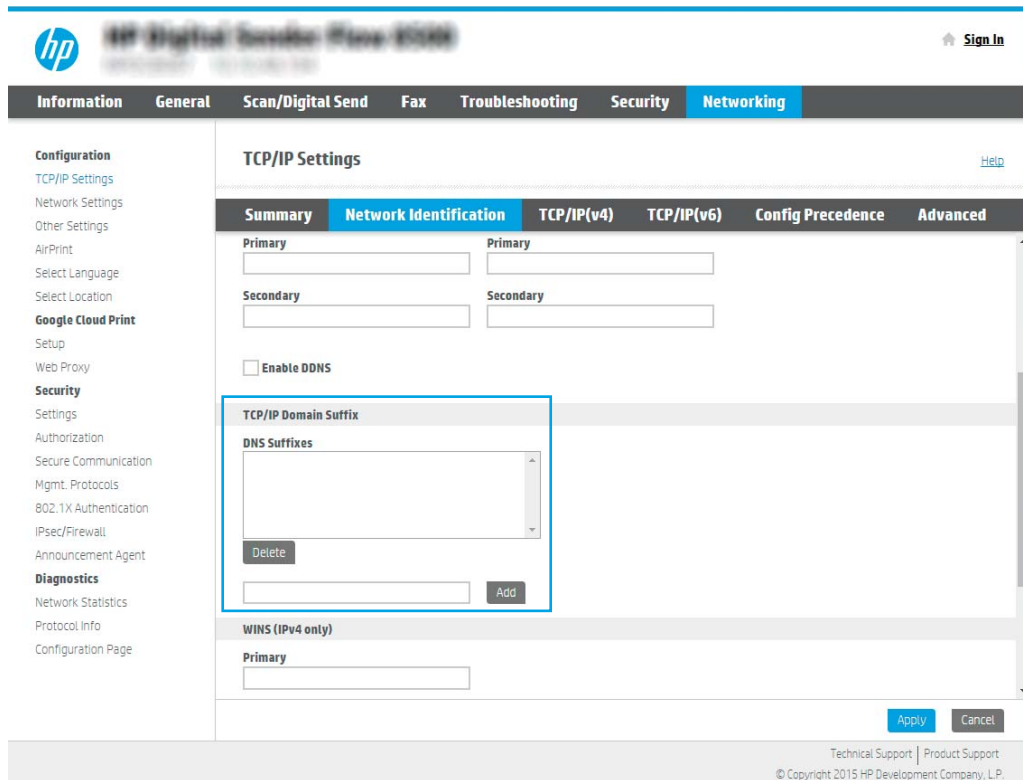 hp
Sign In
Information General Scan/Digital Send Fax Troubleshooting Security Networking
Configuration
TCP/IP Settings
Network Settings
Other Settings
AirPrint
Select Language
Select Location
Google Cloud Print
Setup
Web Proxy
Security
Settings
Authorization
Secure Communication
Mgmt. Protocols
802.1X Authentication
IPsec/Firewall
Announcement Agent
Diagnostics
Network Statistics
Protocol Info
Configuration Page
TCP/IP Settings
Help
Summary Network Identification TCP/IP(v4) TCP/IP(v6) Config Precedence Advanced
Primary Primary
Secondary Secondary
Enable DDNS
TCP/IP Domain Suffix
DNS Suffixes
Delete
Add
WINS (IPv4 only)
Primary
Apply Cancel
Technical Support | Product Support
© Copyright 2015 HP Development Company, L.P.